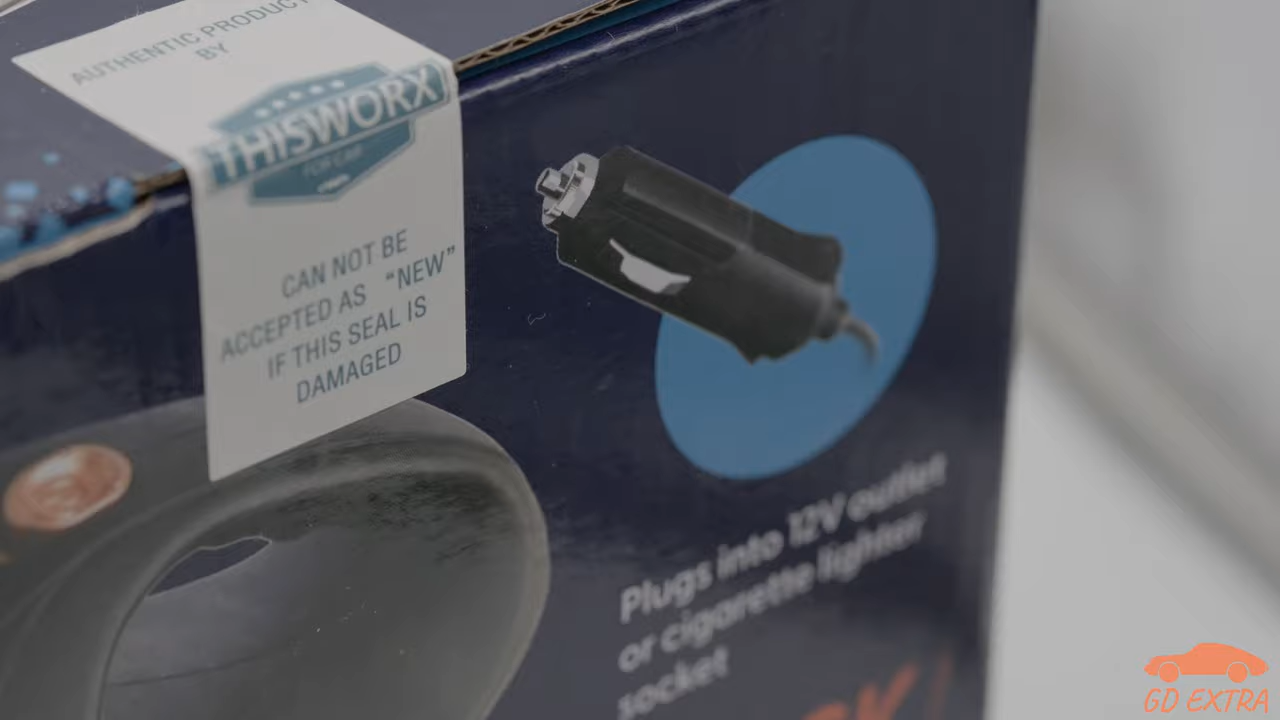 AUTHENTIC PRODUCT
BY
THISWORX
FOR CAR
CAN NOT BE
ACCEPTED AS "NEW"
IF THIS SEAL IS
DAMAGED
Plugs into 12V outlet
or cigarette lighter
socket
GD EXTRA